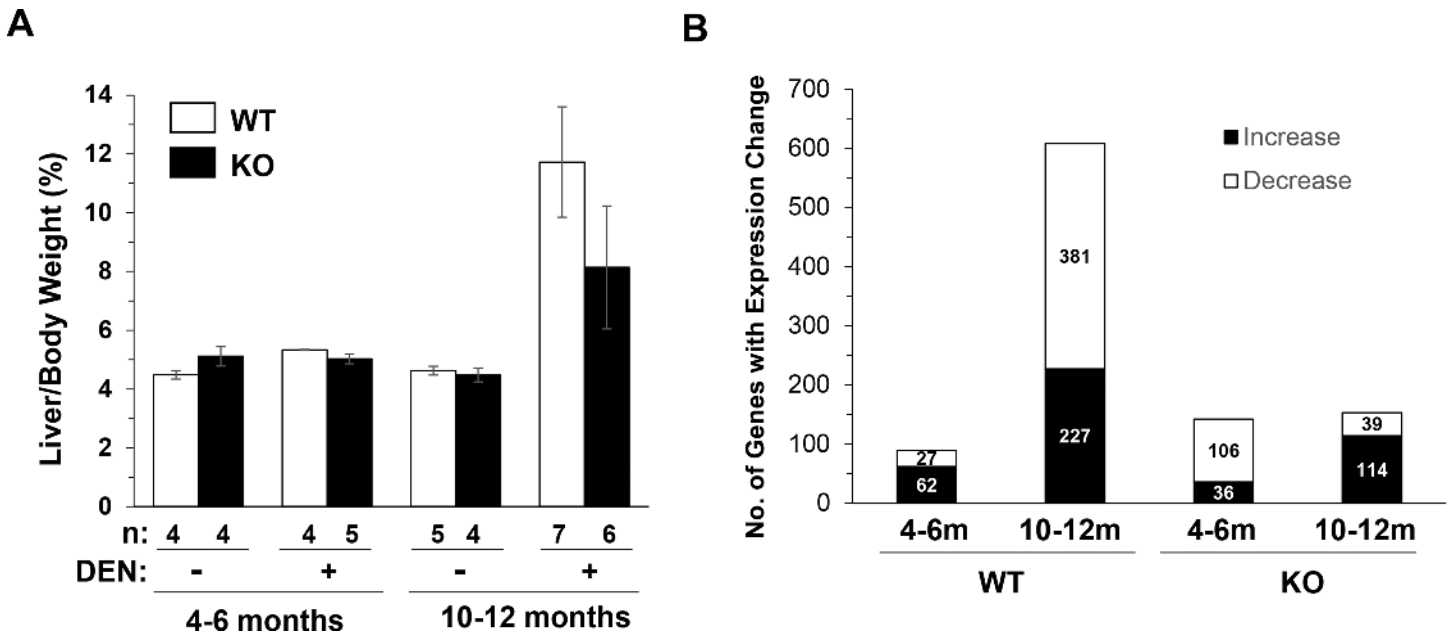 A
Liver/Body Weight (%)
14
12
10
8
6
4
2
0
WT
KO
n: 4 4 4 5 5 4 7 6
DEN: - + - +
4-6 months 10-12 months
B
No. of Genes with Expression Change
700
600
500
400
300
200
100
0
Increase
Decrease
27
62
381
227
106
36
39
114
4-6m 10-12m 4-6m 10-12m
WT KO